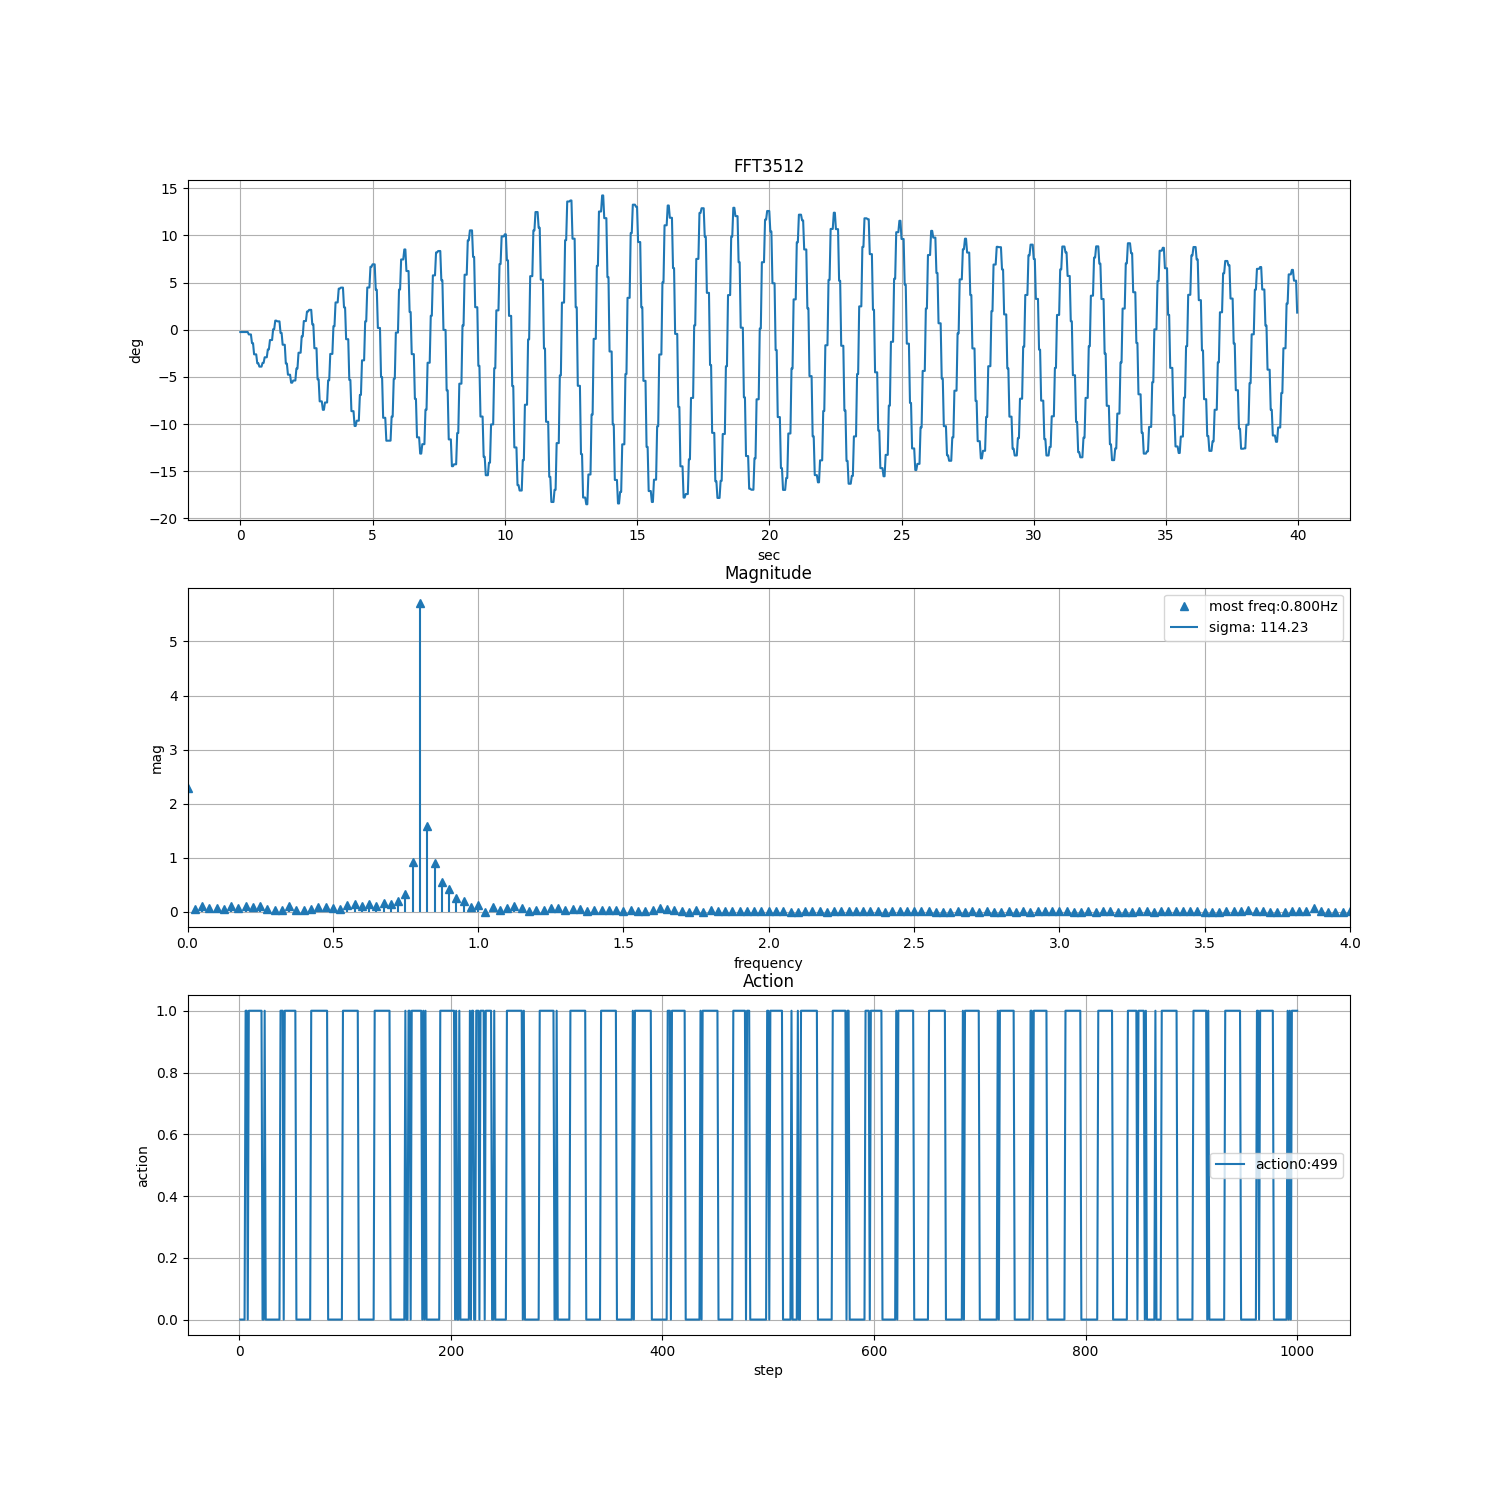 FFT3512
15
10
5
0
−5
−10
−15
−20
deg
0 5 10 15 20 25 30 35 40
sec
Magnitude
most freq:0.800Hz
sigma: 114.23
5
4
3
2
1
0
mag
0.0 0.5 1.0 1.5 2.0 2.5 3.0 3.5 4.0
frequency
Action
1.0
0.8
0.6
0.4
0.2
0.0
action
action0:499
0 200 400 600 800 1000
step